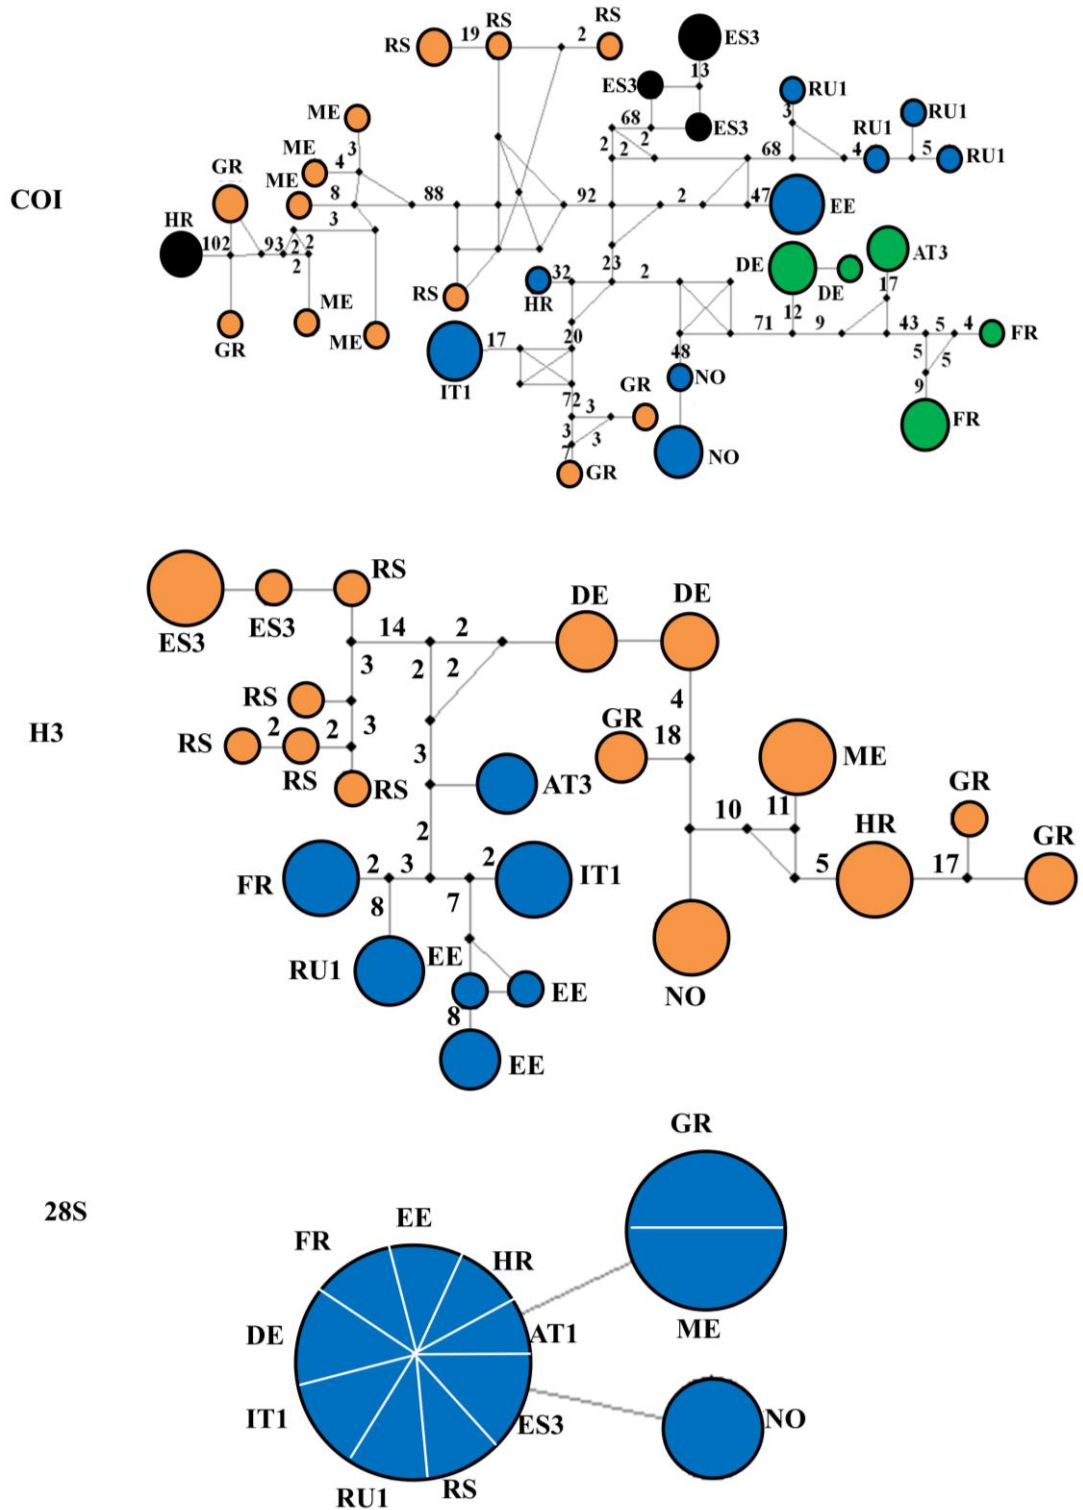 RS 19 RS 2 RS
ES3
13
ES3
ES3
68
2
2 2
RU1
3
RU1
RU1
4 5 RU1
68
ME
3
ME
4
ME
8
88
92
2
47
EE
COI
GR
HR
102
93
2 2
2
3
GR
ME
ME
RS
HR
32
23
2
DE
DE
12
AT3
17
71
9
43
5
4
FR
5
5
9
FR
IT1
17
20
72
3
3
3
7
GR
GR
48
NO
NO
H3
ES3
ES3
RS
14
2
2
2
DE
DE
3
RS
RS
2
RS
2
3
RS
3
AT3
2
4
GR
18
10
11
ME
HR
5
17
GR
GR
NO
FR
2
3
2
IT1
8
7
RU1
EE
EE
8
EE
28S
GR
ME
FR
EE
HR
AT1
DE
IT1
RU1
RS
ES3
NO